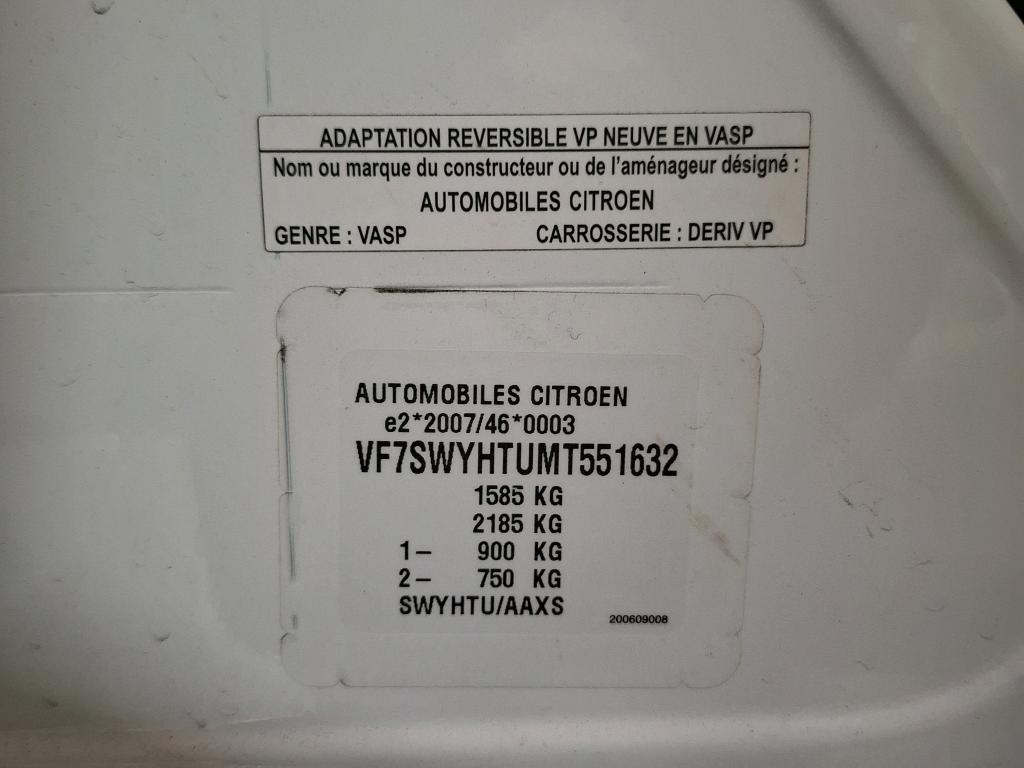 ADAPTATION REVERSIBLE VP NEUVE EN VASP
Nom ou marque du constructeur ou de l'aménageur désigné :
AUTOMOBILES CITROEN
GENRE : VASP CARROSSERIE : DERIV VP
AUTOMOBILES CITROEN
e2*2007/46*0003
VF7SWYHTUMT551632
1585 KG
2185 KG
1– 900 KG
2– 750 KG
SWYHTU/AAXS
200609008